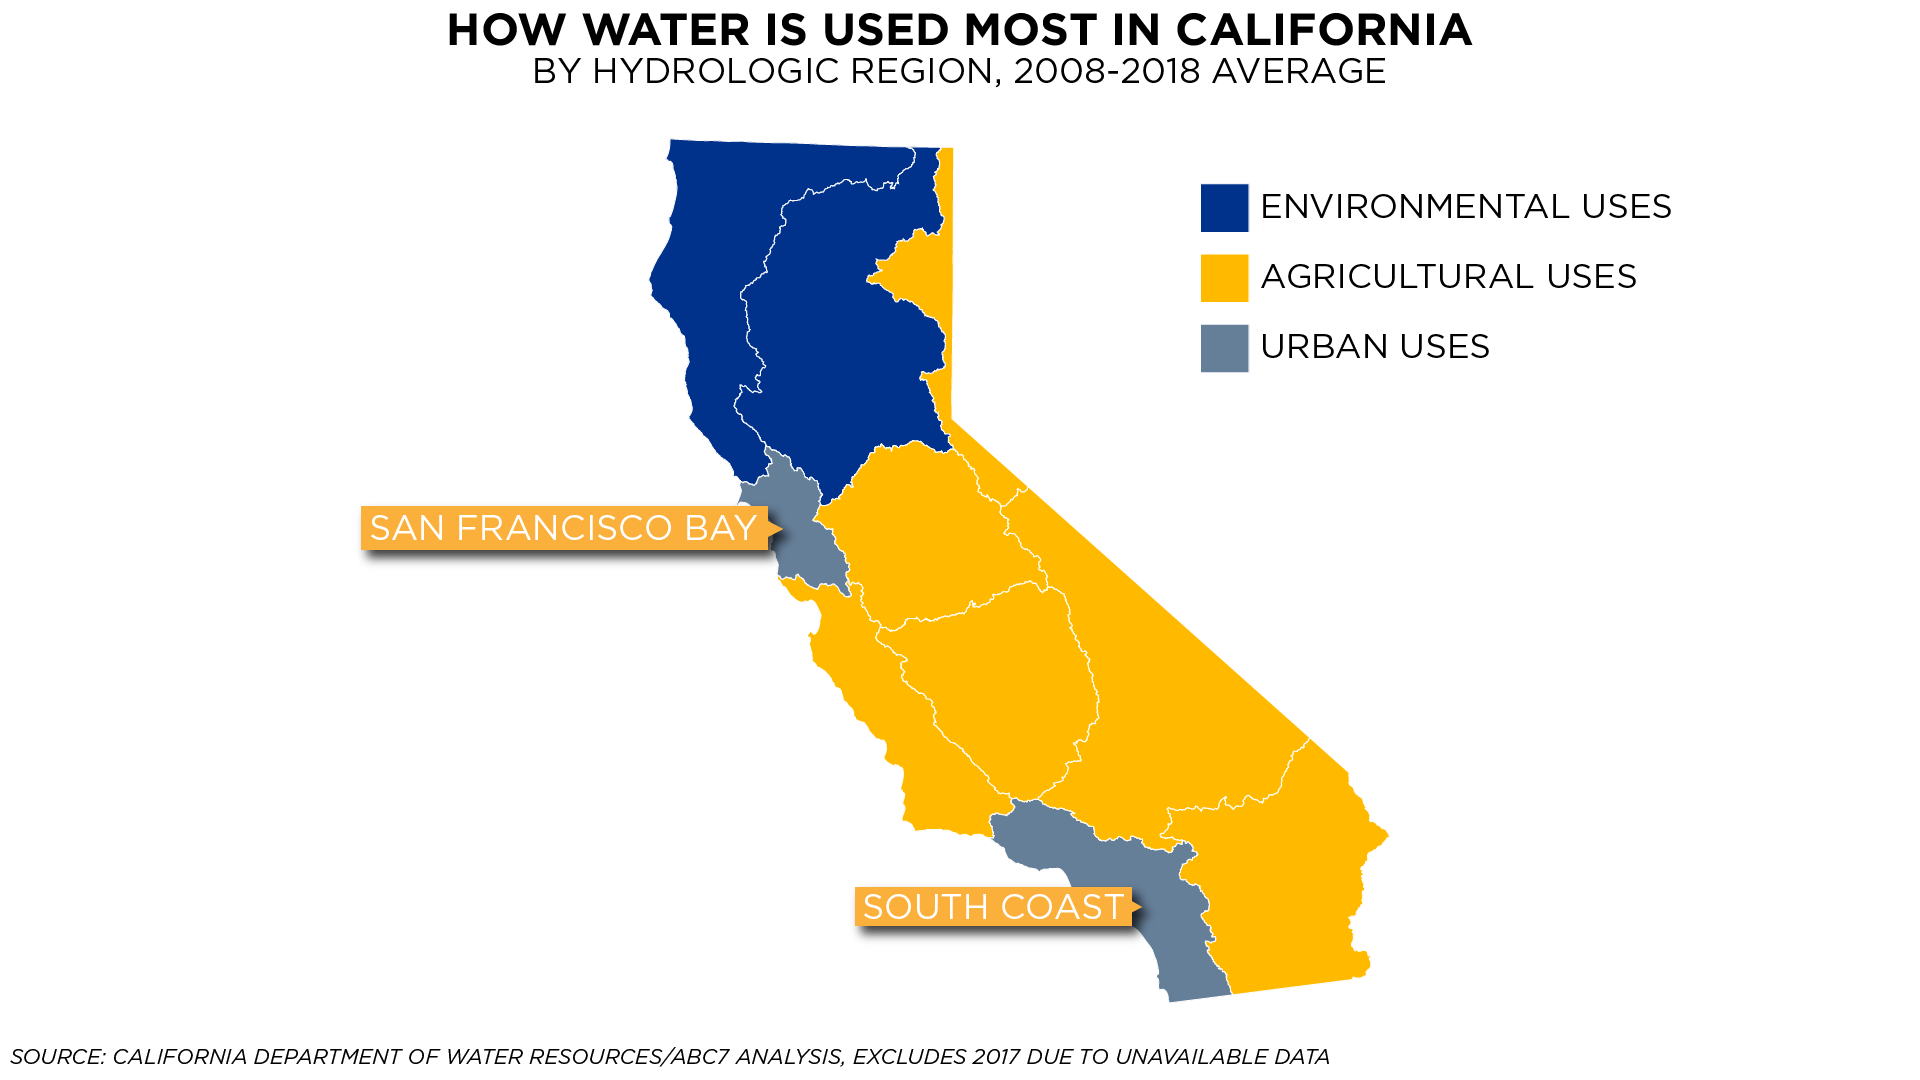 HOW WATER IS USED MOST IN CALIFORNIA
BY HYDROLOGIC REGION, 2008-2018 AVERAGE
ENVIRONMENTAL USES
AGRICULTURAL USES
URBAN USES
SAN FRANCISCO BAY
SOUTH COAST
SOURCE: CALIFORNIA DEPARTMENT OF WATER RESOURCES/ABC7 ANALYSIS, EXCLUDES 2017 DUE TO UNAVAILABLE DATA